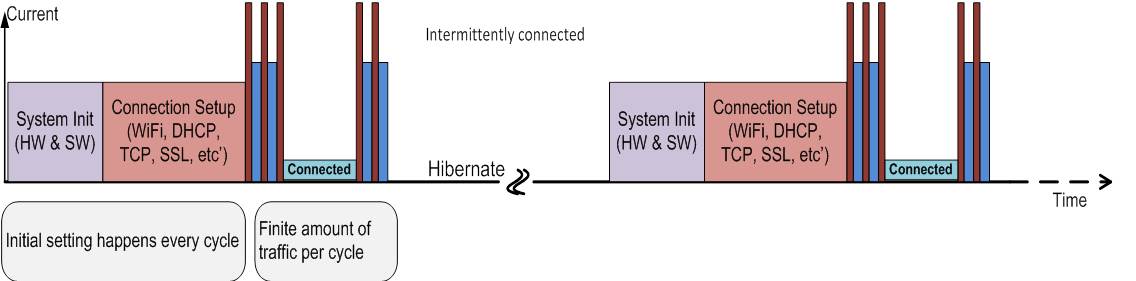 Current
Intermittently connected
System Init
(HW & SW)
Connection Setup
(WiFi, DHCP,
TCP, SSL, etc')
Connected
Hibernate
System Init
(HW & SW)
Connection Setup
(WiFi, DHCP,
TCP, SSL, etc')
Connected
Time
Initial setting happens every cycle
Finite amount of
traffic per cycle